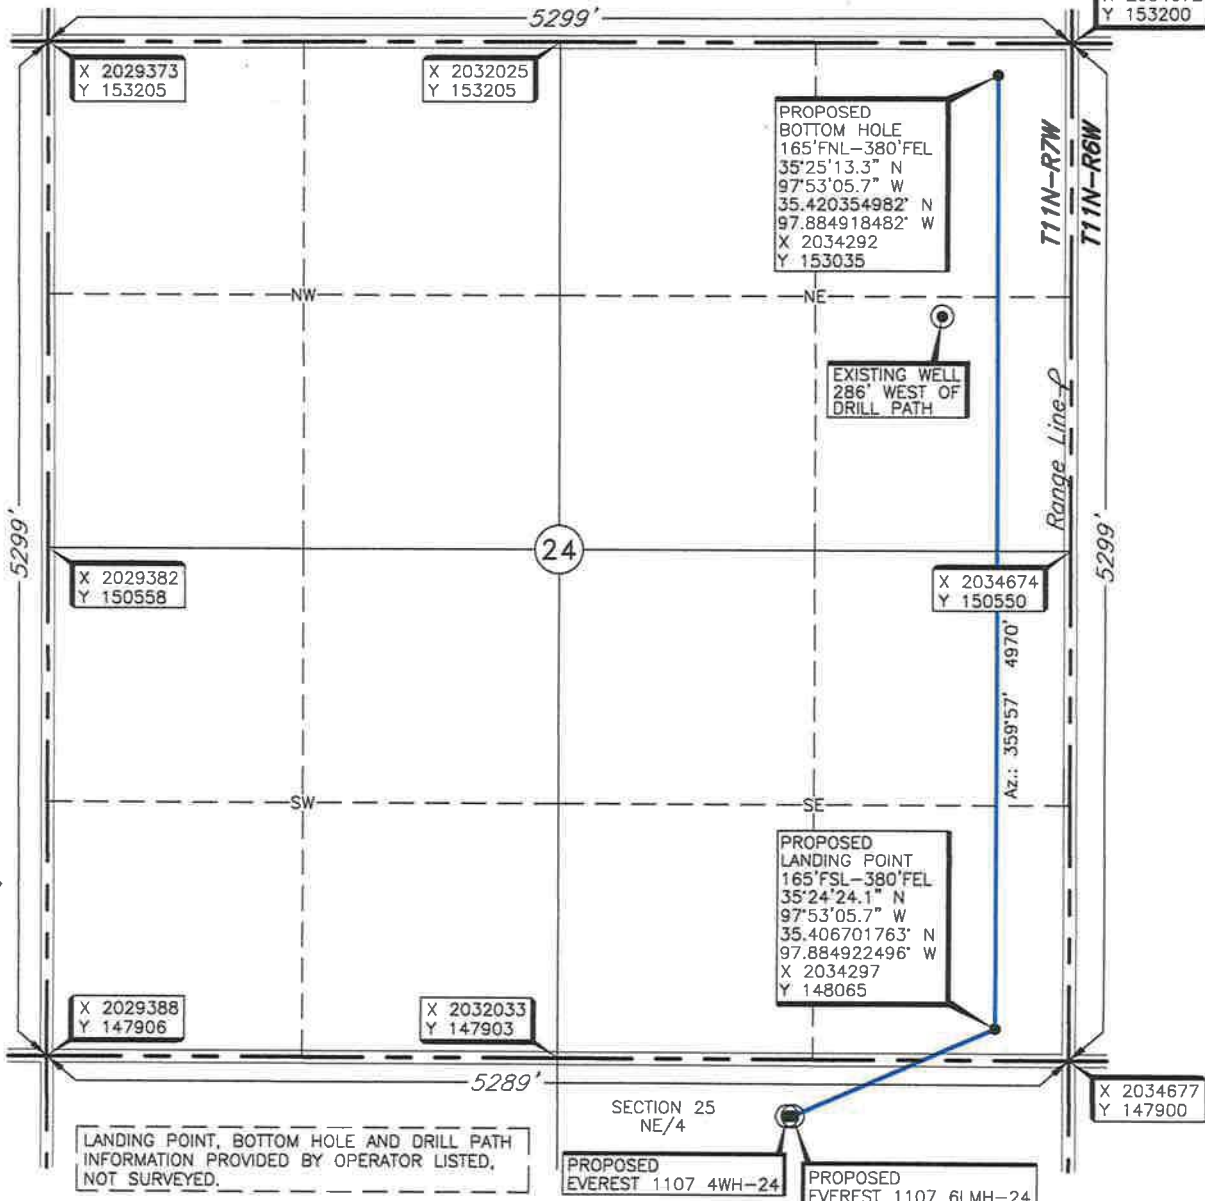 5299'
Y 153200
X 2029373
Y 153205
X 2032025
Y 153205
PROPOSED
BOTTOM HOLE
165'FNL-380'FEL
35°25'13.3" N
97°53'05.7" W
35.420354982° N
97.884918482° W
X 2034292
Y 153035
T11N-R7W
T11N-R6W
NW
NE
EXISTING WELL
286' WEST OF
DRILL PATH
Range Line
5299'
24
5299'
X 2029382
Y 150558
X 2034674
Y 150550
Az.: 359°57' 4970'
SW
SE
PROPOSED
LANDING POINT
165'FSL-380'FEL
35°24'24.1" N
97°53'05.7" W
35.406701763° N
97.884922496° W
X 2034297
Y 148065
X 2029388
Y 147906
X 2032033
Y 147903
5289'
X 2034677
Y 147900
SECTION 25
NE/4
LANDING POINT, BOTTOM HOLE AND DRILL PATH
INFORMATION PROVIDED BY OPERATOR LISTED,
NOT SURVEYED.
PROPOSED
EVEREST 1107 4WH-24
PROPOSED
EVEREST 1107 6LMH-24